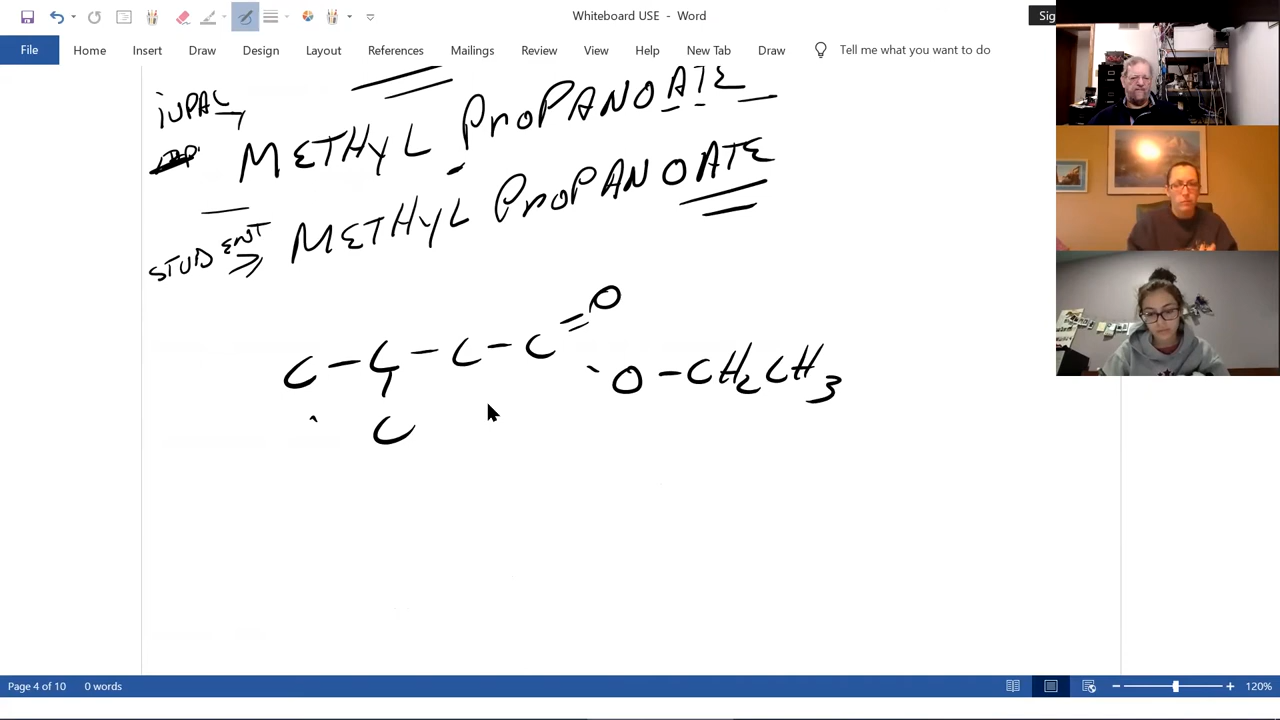 Whiteboard USE - Word
Sig
File Home Insert Draw Design Layout References Mailings Review View Help New Tab Draw Tell me what you want to do
iUPAC
METHYL PrOPANOATE
STUDENT METHYL PrOPANOATE
O
C - C - C - C =
O - CH2CH3
C
Page 4 of 10 0 words 120%